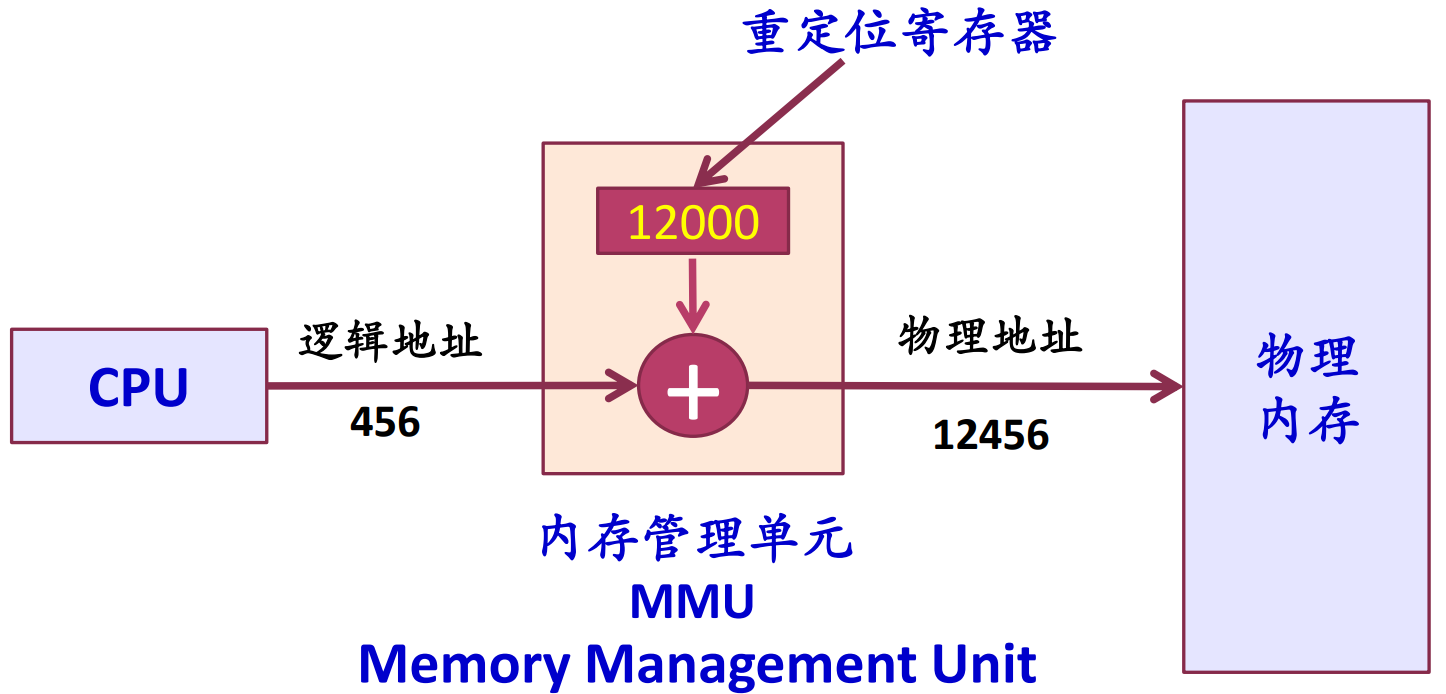 重定位寄存器
12000
逻辑地址
物理地址
CPU
+
456
12456
物理
内存
内存管理单元
MMU
Memory Management Unit